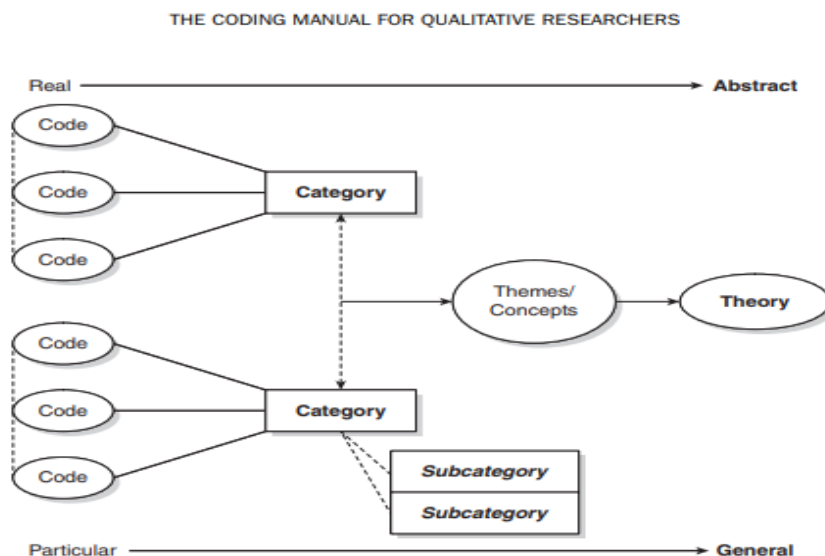 THE CODING MANUAL FOR QUALITATIVE RESEARCHERS
Real
Abstract
Code
Code
Category
Code
Themes/
Concepts
Theory
Code
Code
Category
Code
Subcategory
Subcategory
Particular
General